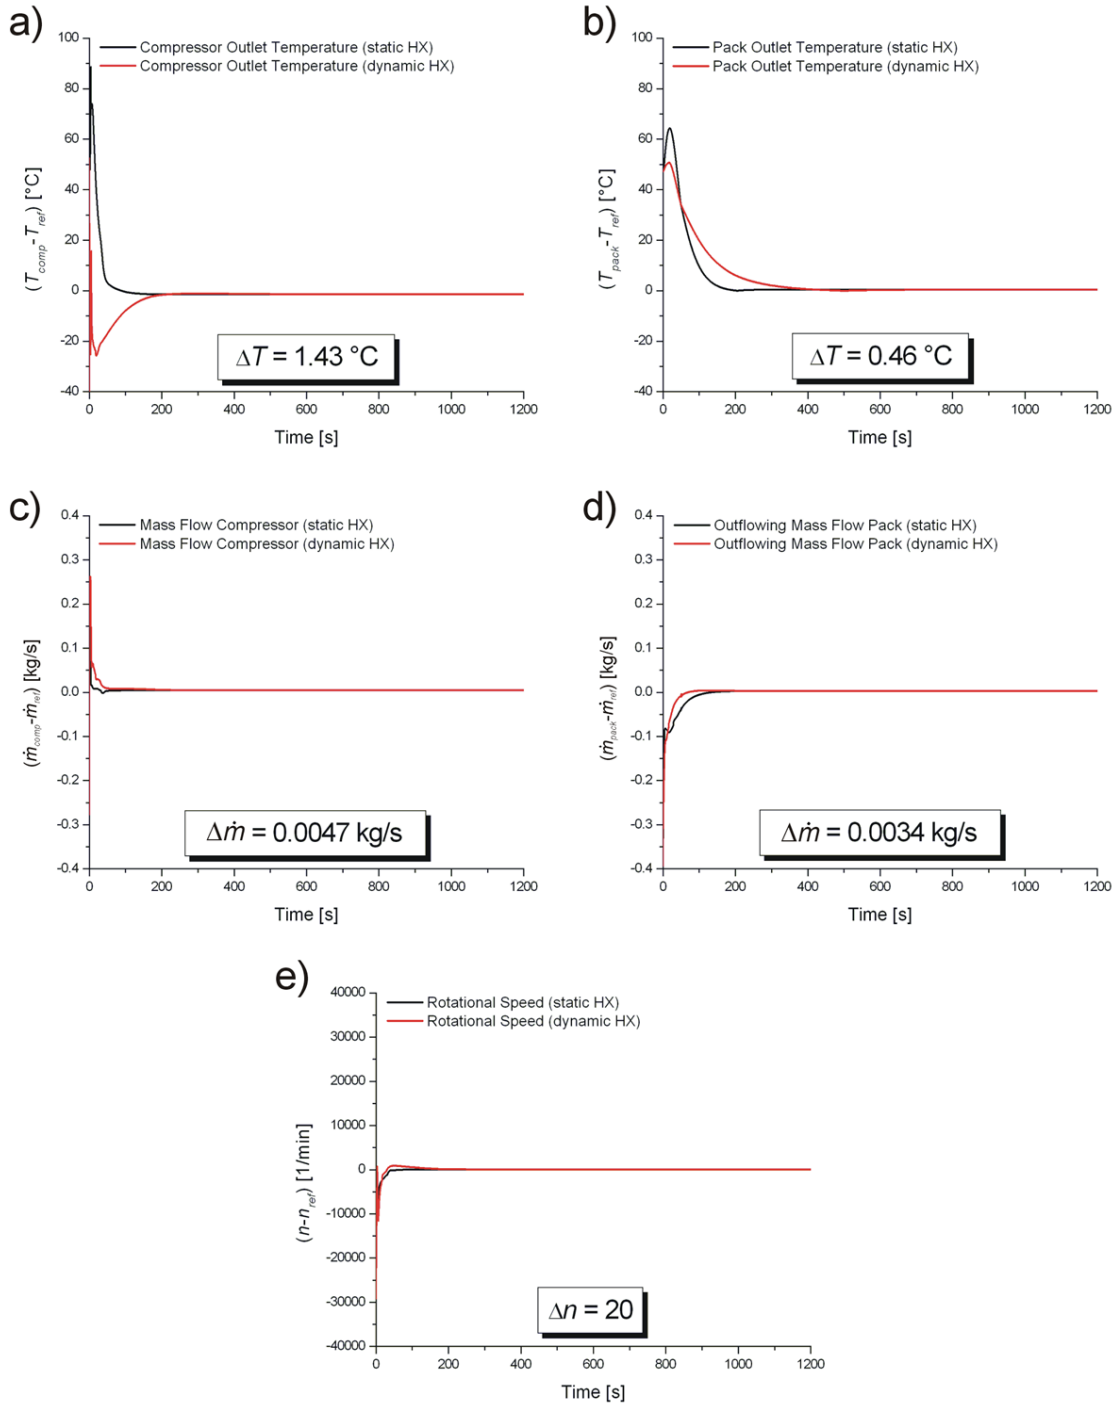 a)
Compressor Outlet Temperature (static HX)
Compressor Outlet Temperature (dynamic HX)
100
80
60
40
20
0
-20
-40
(T_comp-T_ref) [°C]
ΔT = 1.43 °C
0 200 400 600 800 1000 1200
Time [s]
b)
Pack Outlet Temperature (static HX)
Pack Outlet Temperature (dynamic HX)
100
80
60
40
20
0
-20
-40
(T_pack-T_ref) [°C]
ΔT = 0.46 °C
0 200 400 600 800 1000 1200
Time [s]
c)
Mass Flow Compressor (static HX)
Mass Flow Compressor (dynamic HX)
0.4
0.3
0.2
0.1
0.0
-0.1
-0.2
-0.3
-0.4
(ṁ_comp-ṁ_ref) [kg/s]
Δṁ = 0.0047 kg/s
0 200 400 600 800 1000 1200
Time [s]
d)
Outflowing Mass Flow Pack (static HX)
Outflowing Mass Flow Pack (dynamic HX)
0.4
0.3
0.2
0.1
0.0
-0.1
-0.2
-0.3
-0.4
(ṁ_pack-ṁ_ref) [kg/s]
Δṁ = 0.0034 kg/s
0 200 400 600 800 1000 1200
Time [s]
e)
Rotational Speed (static HX)
Rotational Speed (dynamic HX)
40000
30000
20000
10000
0
-10000
-20000
-30000
-40000
(n-n_ref) [1/min]
Δn = 20
0 200 400 600 800 1000 1200
Time [s]